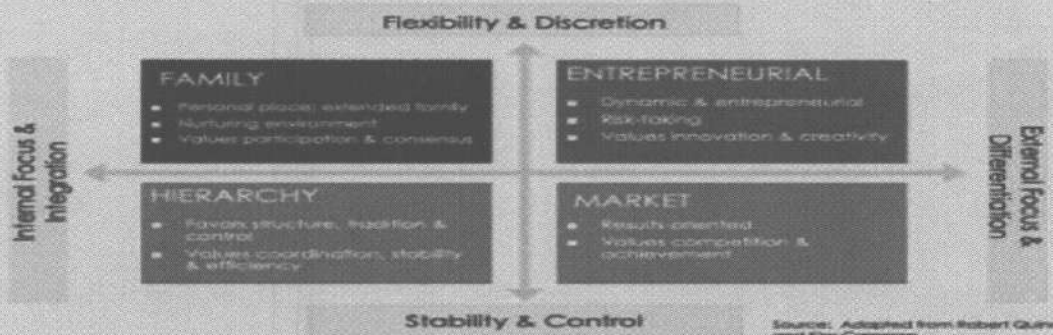 Flexibility & Discretion
Internal Focus &
Integration
FAMILY
Personal place; extended family
Nurturing environment
Values participation & consensus
ENTREPRENEURIAL
Dynamic & entrepreneurial
Risk-taking
Values innovation & creativity
External Focus &
Differentiation
HIERARCHY
Favors structure, tradition &
control
Values coordination, stability
& efficiency
MARKET
Results-oriented
Values competition &
achievement
Stability & Control
Source: Adapted from Robert Quinn